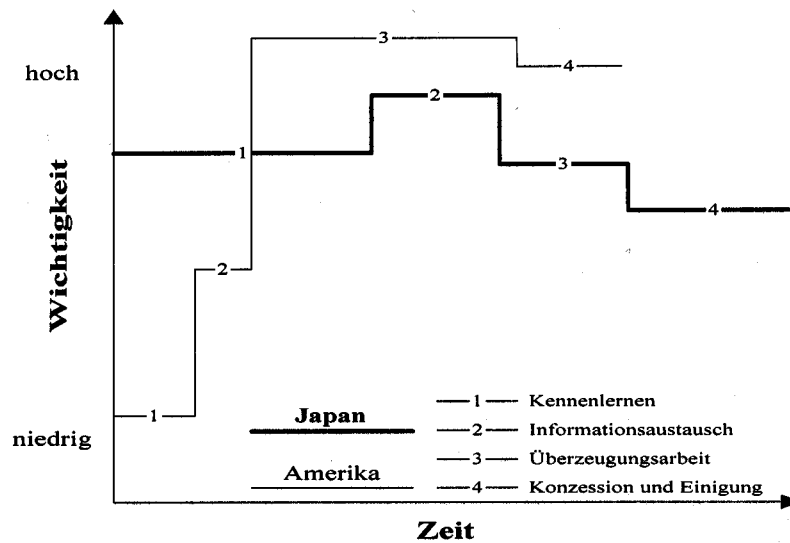 3
hoch
4
2
1
3
4
2
Wichtigkeit
1
niedrig
Japan
Amerika
1 Kennenlernen
2 Informationsaustausch
3 Überzeugungsarbeit
4 Konzession und Einigung
Zeit